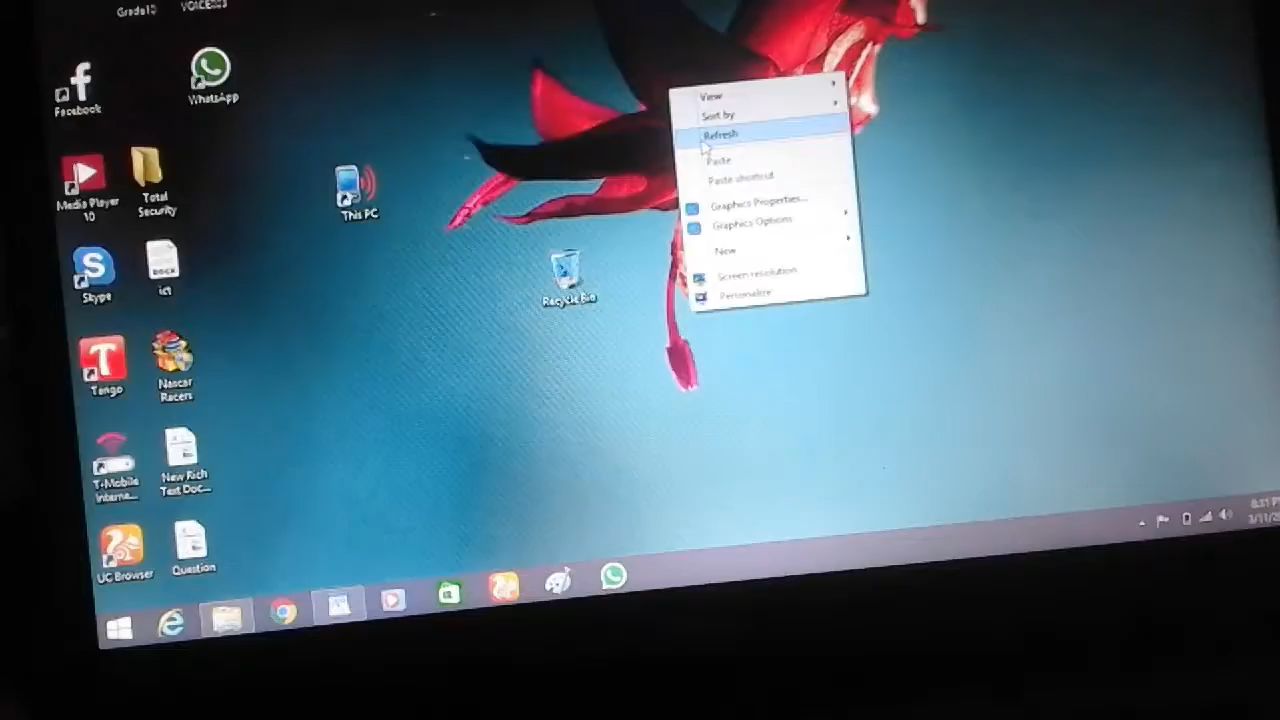 Grade10
Facebook
WhatsApp
Media Player
10
Total
Security
This PC
Skype
ict
Recycle Bin
Tango
Nascar
Racers
T-Mobile
Interne...
New Rich
Text Doc...
UC Browser
Question
View
Sort by
Refresh
Paste
Paste shortcut
Graphics Properties...
Graphics Options
New
Screen resolution
Personalize